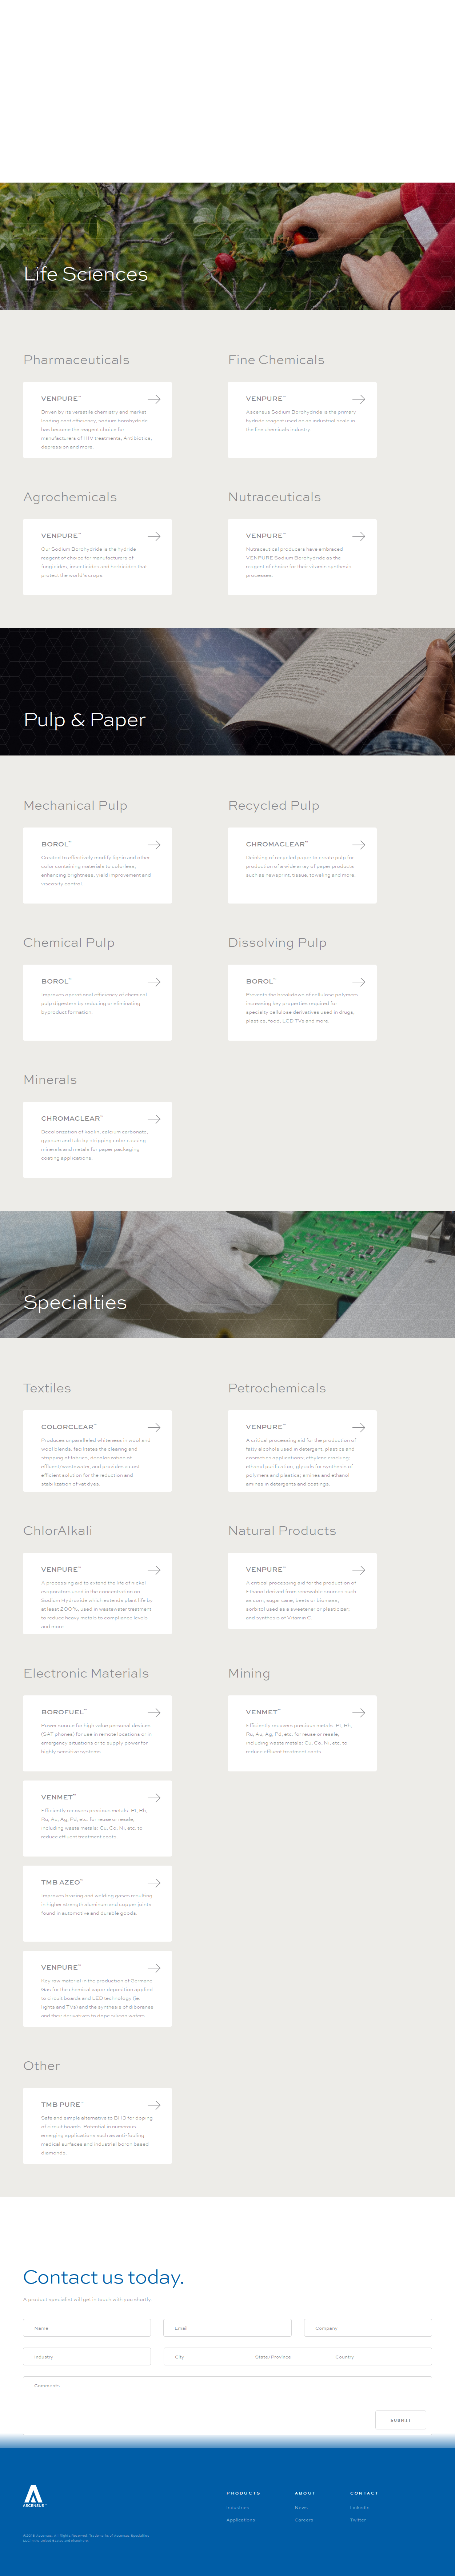 Life Sciences
Pharmaceuticals
VENPURE™
Driven by its versatile chemistry and market
leading cost efficiency, sodium borohydride
has become the reagent choice for
manufacturers of HIV treatments, Antibiotics,
depression and more.
Fine Chemicals
VENPURE™
Ascensus Sodium Borohydride is the primary
hydride reagent used on an industrial scale in
the fine chemicals industry.
Agrochemicals
VENPURE™
Our Sodium Borohydride is the hydride
reagent of choice for manufacturers of
fungicides, insecticides and herbicides that
protect the world's crops.
Nutraceuticals
VENPURE™
Nutraceutical producers have embraced
VENPURE Sodium Borohydride as the
reagent of choice for their vitamin synthesis
processes.
Pulp & Paper
Mechanical Pulp
BOROL™
Created to effectively modify lignin and other
color containing materials to colorless,
enhancing brightness, yield improvement and
viscosity control.
Recycled Pulp
CHROMACLEAR™
Deinking of recycled paper to create pulp for
production of a wide array of paper products
such as newsprint, tissue, toweling and more.
Chemical Pulp
BOROL™
Improves operational efficiency of chemical
pulp digesters by reducing or eliminating
byproduct formation.
Dissolving Pulp
BOROL™
Prevents the breakdown of cellulose polymers
increasing key properties required for
specialty cellulose derivatives used in drugs,
plastics, food, LCD TVs and more.
Minerals
CHROMACLEAR™
Decolorization of kaolin, calcium carbonate,
gypsum and talc by stripping color causing
minerals and metals for paper packaging
coating applications.
Specialties
Textiles
COLORCLEAR™
Produces unparalleled whiteness in wool and
wool blends, facilitates the clearing and
stripping of fabrics, decolorization of
effluent/wastewater, and provides a cost
efficient solution for the reduction and
stabilization of vat dyes.
Petrochemicals
VENPURE™
A critical processing aid for the production of
fatty alcohols used in detergent, plastics and
cosmetics applications, ethylene cracking,
ethanol purification, glycols for synthesis of
polymers and plastics, amines and ethanol
amines in detergents and coatings.
ChlorAlkali
VENPURE™
A processing aid to extend the life of nickel
evaporators used in the concentration on
Sodium Hydroxide which extends plant life by
at least 200%, used in wastewater treatment
to reduce heavy metals to compliance levels
and more.
Natural Products
VENPURE™
A critical processing aid for the production of
Ethanol derived from renewable sources such
as corn, sugar cane, beets or biomass,
sorbitol used as a sweetener or plasticizer,
and synthesis of Vitamin C.
Electronic Materials
BOROFUEL™
Power source for high value personal devices
(SAT phones) for use in remote locations or in
emergency situations or to supply power for
highly sensitive systems.
Mining
VENMET™
Efficiently recovers precious metals: Pt, Rh,
Ru, Au, Ag, Pd, etc. for reuse or resale,
including waste metals, Cu, Co, Ni, etc. to
reduce effluent treatment costs.
VENMET™
Efficiently recovers precious metals: Pt, Rh,
Ru, Au, Ag, Pd, etc. for reuse or resale,
including waste metals, Cu, Co, Ni, etc. to
reduce effluent treatment costs.
TMB AZEO™
Improves brazing and welding gases resulting
in higher strength aluminum and copper joints
found in automotive and durable goods.
VENPURE™
Key raw material in the production of Germane
Gas for the chemical vapor deposition applied
to circuit boards and LED technology (ie
lights and TVs) and the synthesis of diboranes
and their derivatives to dope silicon wafers.
Other
TMB PURE™
Safe and simple alternative to BH3 for doping
of circuit boards. Potential in numerous
emerging applications such as anti-fouling
medical surfaces and industrial boron based
diamonds.
Contact us today.
A product specialist will get in touch with you shortly.
Name
Email
Company
Industry
City
State/Province
Country
Comments
SUBMIT
ASCENSUS™
PRODUCTS
ABOUT
CONTACT
Industries
News
LinkedIn
Applications
Careers
Twitter